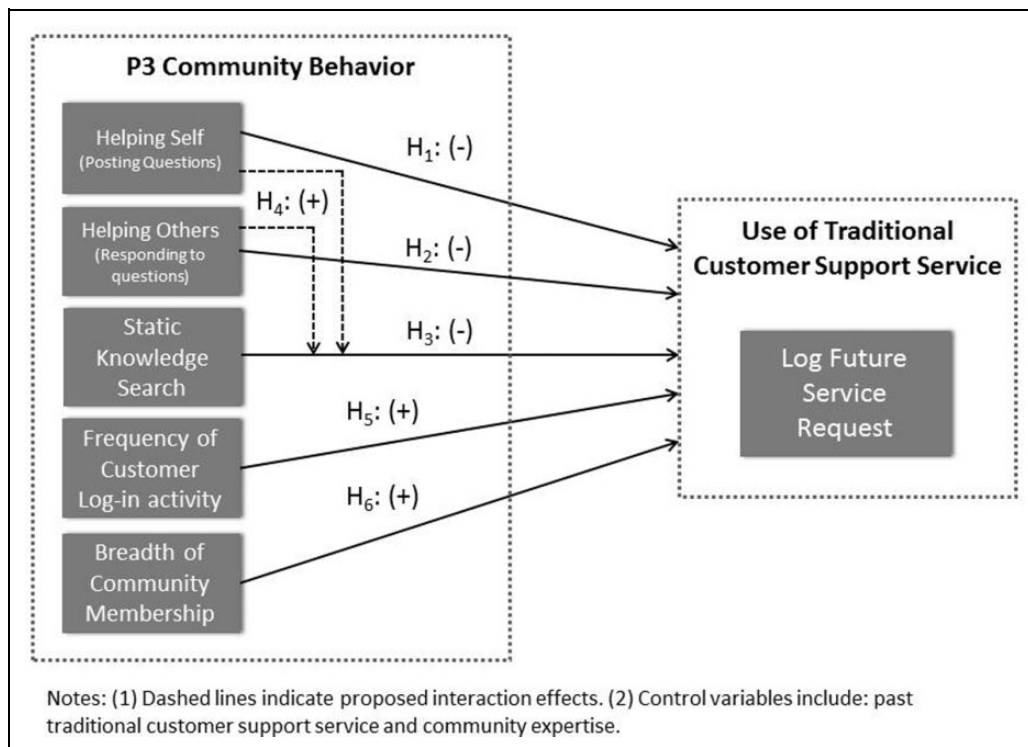 P3 Community Behavior
Helping Self
(Posting Questions)
H₁: (-)
H₄: (+)
Helping Others
(Responding to
questions)
H₂: (-)
Static
Knowledge
Search
H₃: (-)
Frequency of
Customer
Log-in activity
H₅: (+)
Breadth of
Community
Membership
H₆: (+)
Use of Traditional
Customer Support Service
Log Future
Service
Request
Notes: (1) Dashed lines indicate proposed interaction effects. (2) Control variables include: past
traditional customer support service and community expertise.